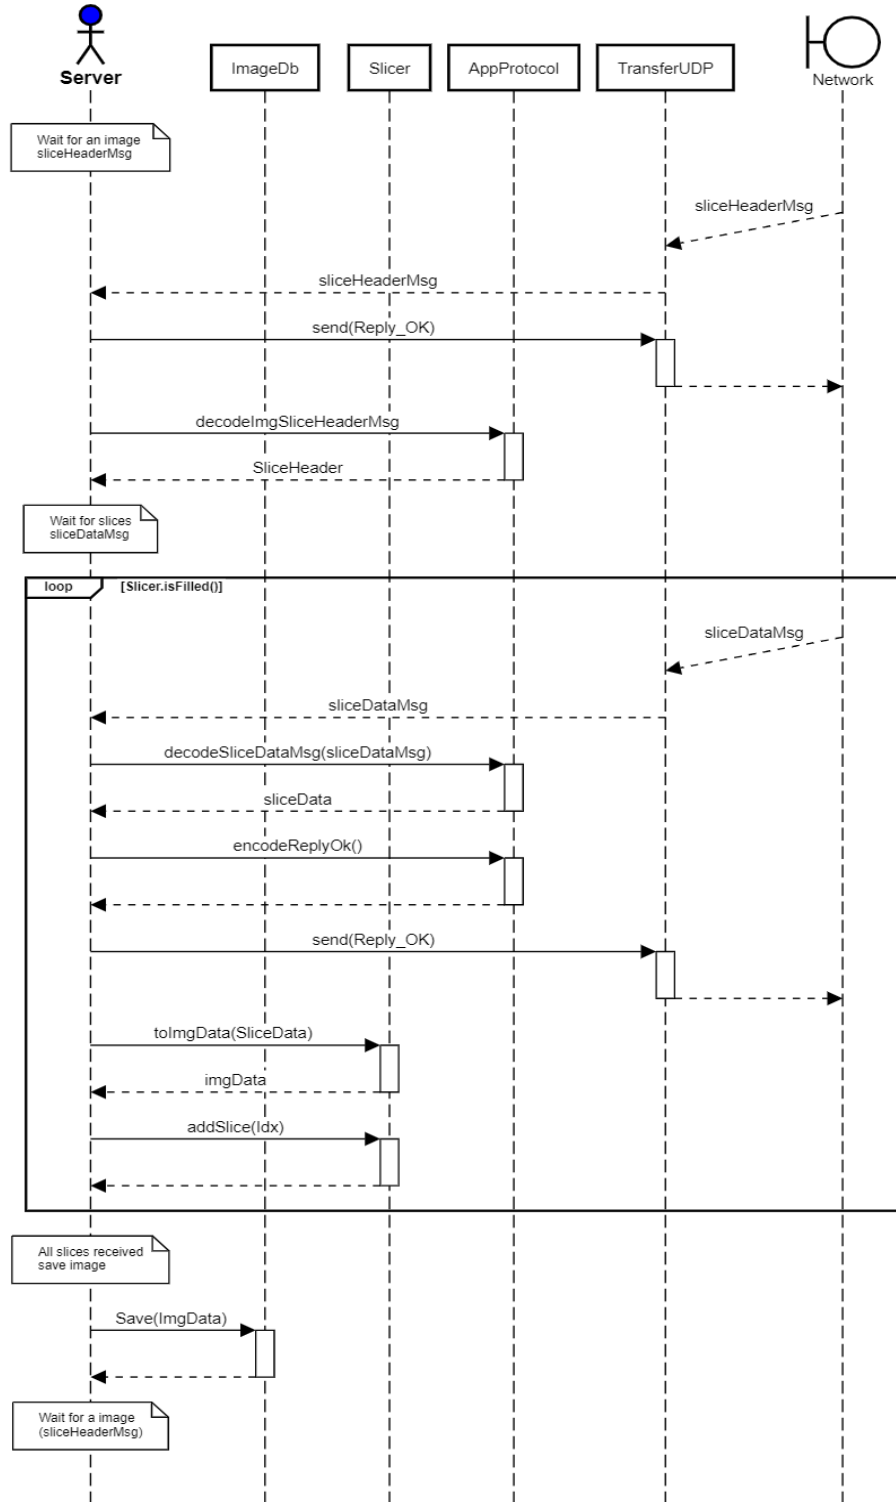 Server
ImageDb
Slicer
AppProtocol
TransferUDP
Network
Wait for an image
sliceHeaderMsg
sliceHeaderMsg
sliceHeaderMsg
send(Reply_OK)
decodeImgSliceHeaderMsg
SliceHeader
Wait for slices
sliceDataMsg
loop
[Slicer.isFilled()]
sliceDataMsg
sliceDataMsg
decodeSliceDataMsg(sliceDataMsg)
sliceData
encodeReplyOk()
send(Reply_OK)
toImgData(SliceData)
imgData
addSlice(Idx)
All slices received
save image
Save(ImgData)
Wait for a image
(sliceHeaderMsg)